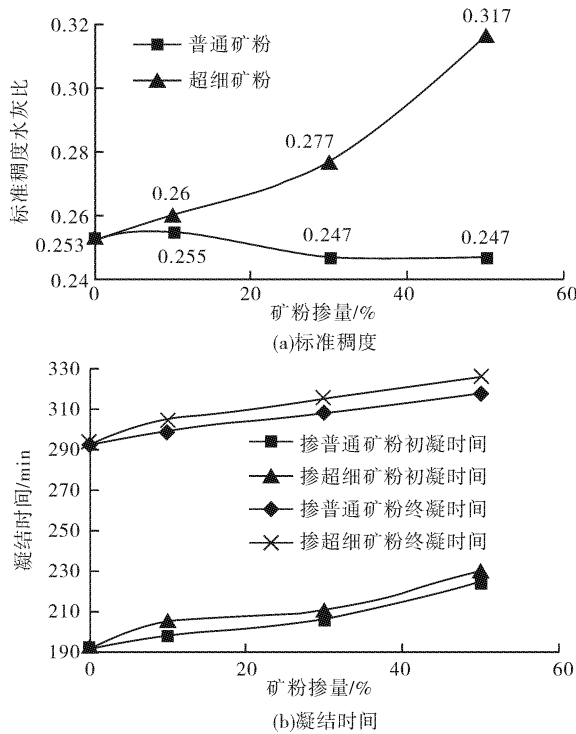 0.32
0.30
0.28
0.26
0.253
0.24
标准稠度水灰比
普通矿粉
超细矿粉
0.317
0.277
0.26
0.255
0.247
0.247
0
20
40
60
矿粉掺量/%
(a)标准稠度
330
310
290
270
250
230
210
190
凝结时间/min
掺普通矿粉初凝时间
掺超细矿粉初凝时间
掺普通矿粉终凝时间
掺超细矿粉终凝时间
0
20
40
60
矿粉掺量/%
(b)凝结时间